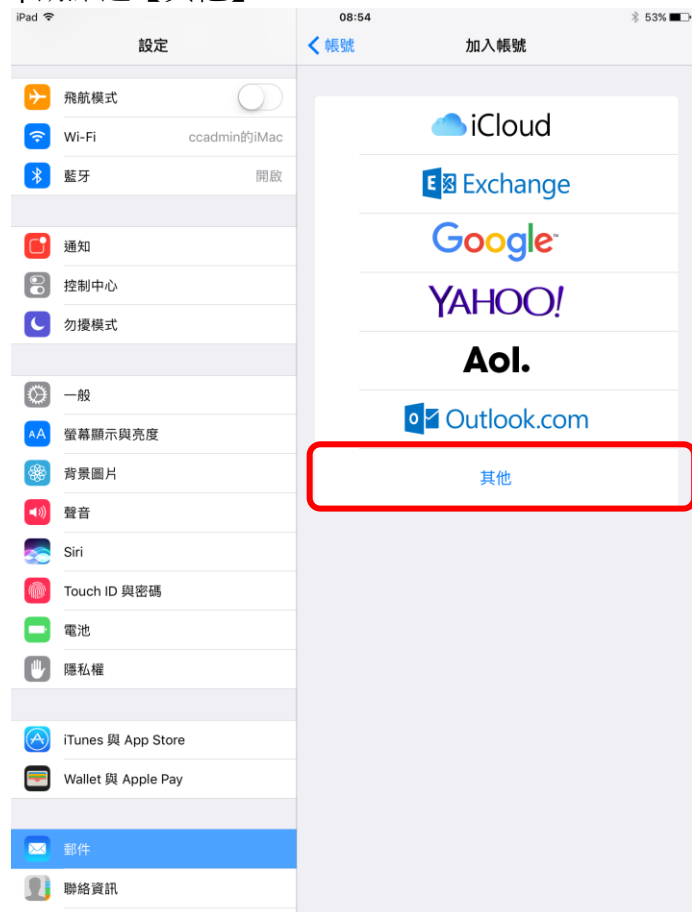 iPad 08:54 53%
設定
帳號 加入帳號
飛航模式
Wi-Fi ccadmin的iMac
藍牙 開啟
通知
控制中心
勿擾模式
一般
AA 螢幕顯示與亮度
背景圖片
聲音
Siri
Touch ID 與密碼
電池
隱私權
iTunes 與 App Store
Wallet 與 Apple Pay
郵件
聯絡資訊
iCloud
E Exchange
Google
YAHOO!
Aol.
Outlook.com
其他